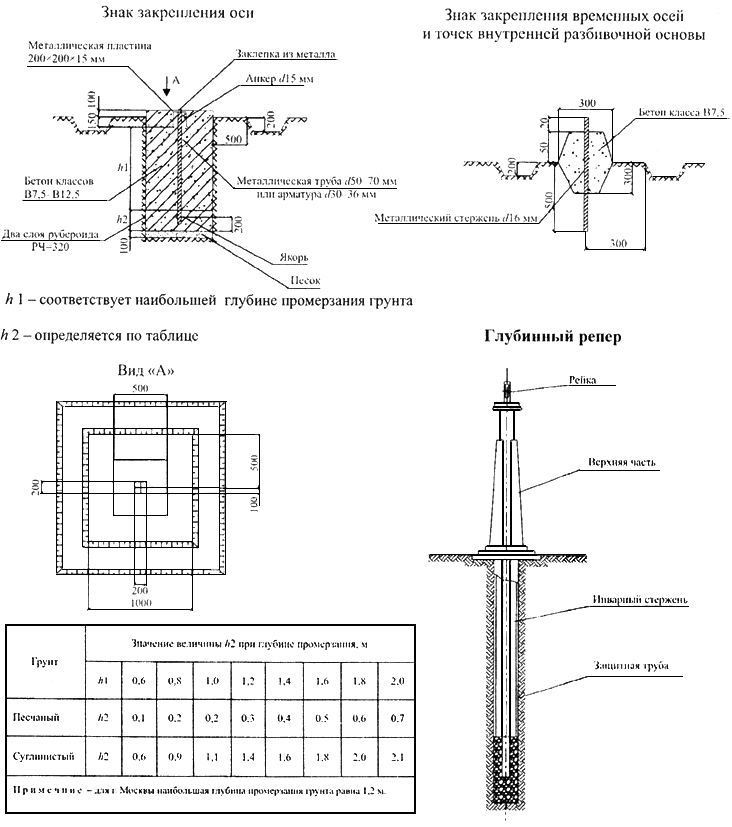 Знак закрепления оси
Металлическая пластина
200×200×15 мм
А
Заклепка из металла
Анкер d15 мм
100
150
200
500
h1
Бетон классов
В7,5- В12,5
Металлическая труба d50–70 мм
или арматура d30–36 мм
h2
200
Два слоя рубероида
РЧ–320
100
Якорь
Песок
Знак закрепления временных осей
и точек внутренней разбивочной основы
300
Бетон класса В7,5
20
50
200
300
500
Металлический стержень d16 мм
300
h 1 – соответствует наибольшей глубине промерзания грунта
h 2 – определяется по таблице
Вид «А»
500
500
200
100
200
1000
Глубинный репер
Рейка
Верхняя часть
Инварный стержень
Защитная труба
Грунт
Значение величины h2 при глубине промерзания, м
h1 0,6 0,8 1,0 1,2 1,4 1,6 1,8 2,0
Песчаный h2 0,1 0,2 0,2 0,3 0,4 0,5 0,6 0,7
Суглинистый h2 0,6 0,9 1,1 1,4 1,6 1,8 2,0 2,1
Примечние – для г. Москвы наибольшая глубина промерзания грунта равна 1,2 м.